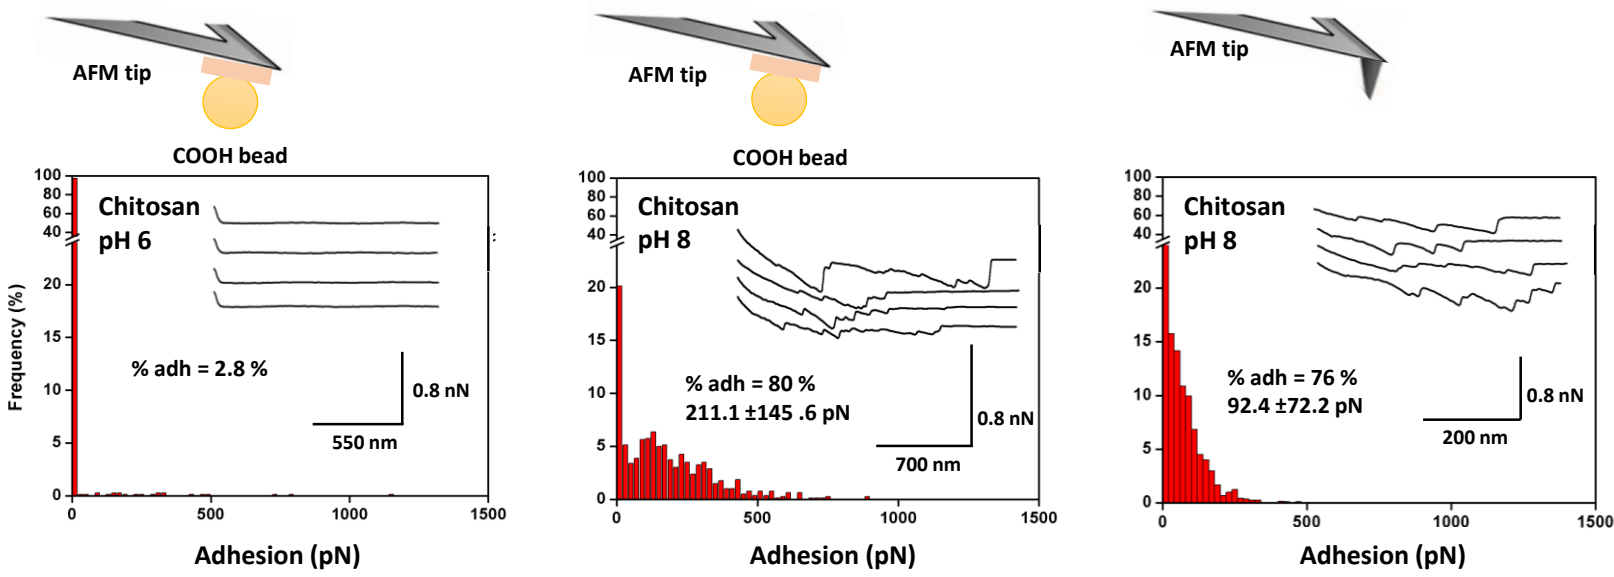 AFM tip
COOH bead
Chitosan
pH 6
% adh = 2.8 %
0.8 nN
550 nm
100
80
60
40
20
15
10
5
0
Frequency (%)
0
500
1000
1500
Adhesion (pN)
AFM tip
COOH bead
Chitosan
pH 8
% adh = 80 %
211.1 ±145 .6 pN
0.8 nN
700 nm
100
80
60
40
20
15
10
5
0
0
500
1000
1500
Adhesion (pN)
AFM tip
Chitosan
pH 8
% adh = 76 %
92.4 ±72.2 pN
0.8 nN
200 nm
100
80
60
40
20
15
10
5
0
0
500
1000
1500
Adhesion (pN)